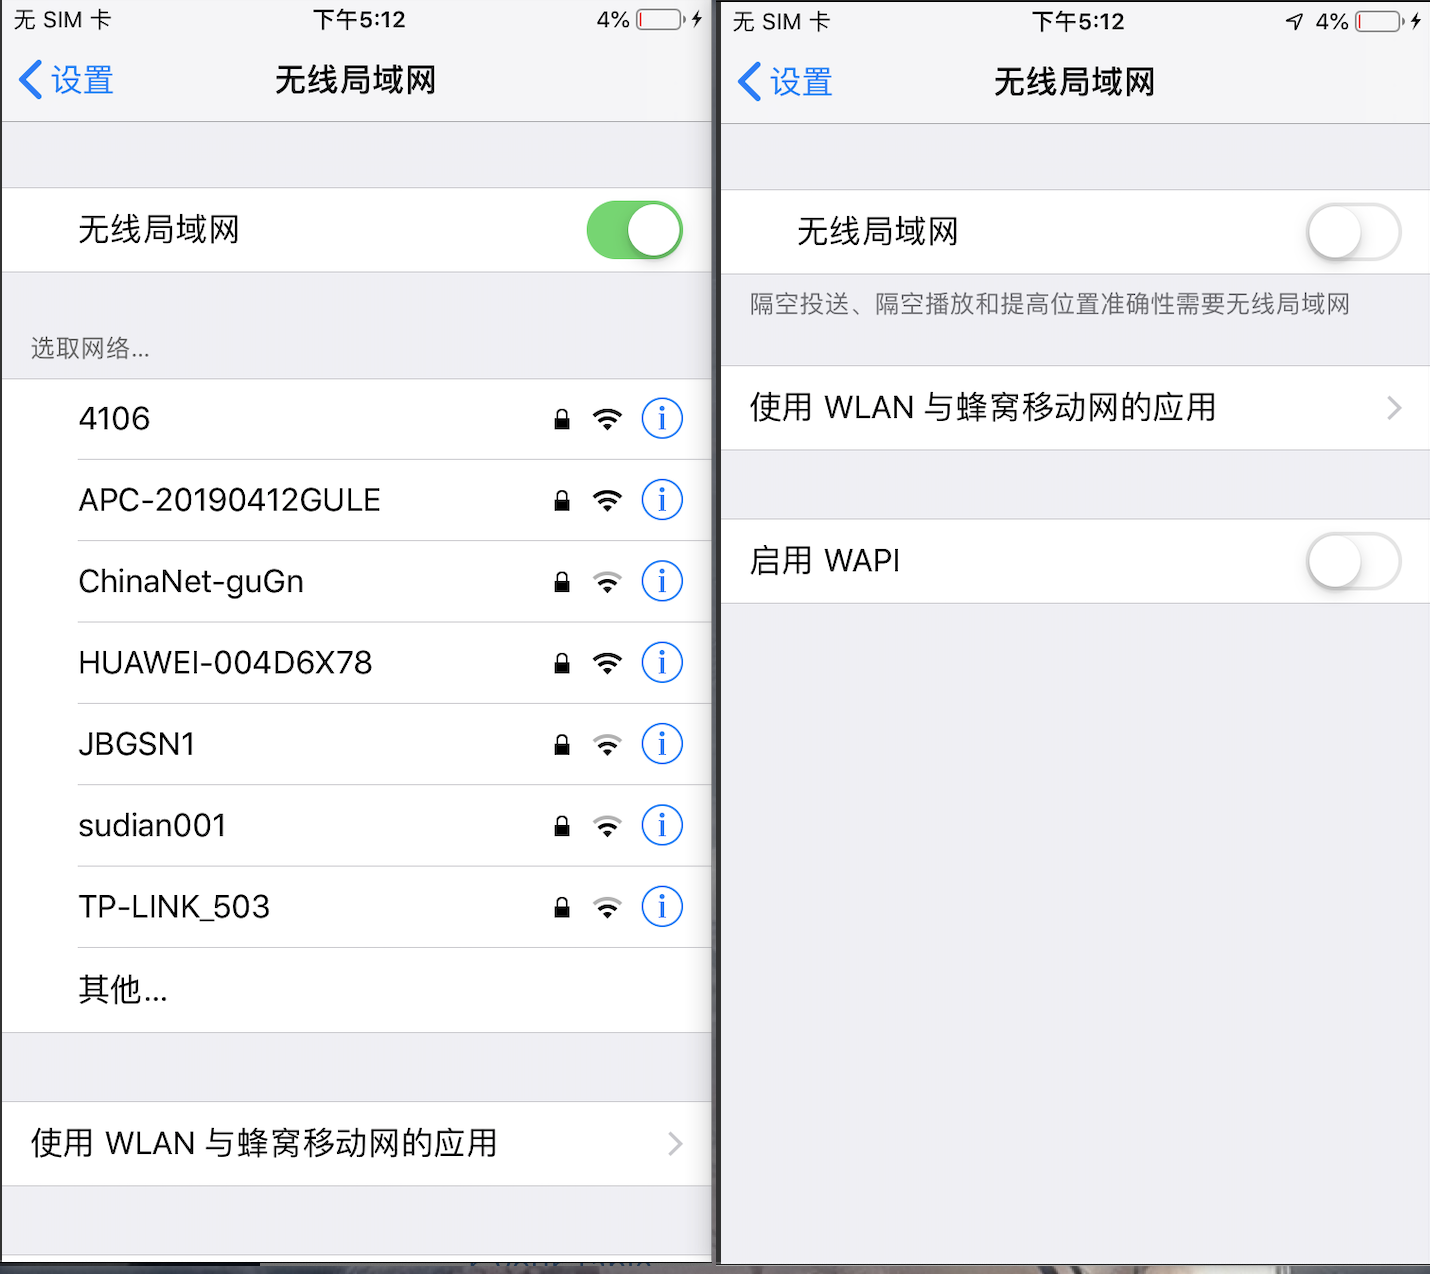 无 SIM 卡
下午5:12
4%
设置
无线局域网
无线局域网
选取网络...
4106
APC-20190412GULE
ChinaNet-guGn
HUAWEI-004D6X78
JBGSN1
sudian001
TP-LINK_503
其他...
使用 WLAN 与蜂窝移动网的应用
无 SIM 卡
下午5:12
4%
设置
无线局域网
无线局域网
隔空投送、隔空播放和提高位置准确性需要无线局域网
使用 WLAN 与蜂窝移动网的应用
启用 WAPI